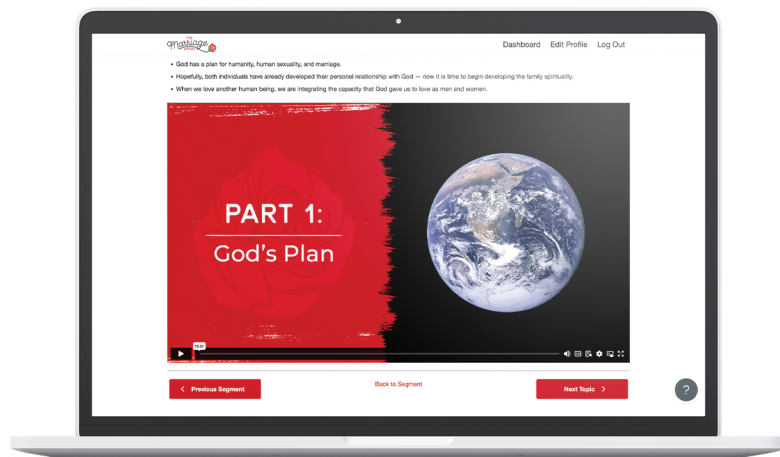 Marriage
Dashboard Edit Profile Log Out
• God has a plan for humanity, human sexuality, and marriage.
• Hopefully, both individuals have already developed their personal relationship with God — now it is time to begin developing the family spirituality.
• When we love another human being, we are integrating the capacity that God gave us to love as men and women.
PART 1:
God's Plan
< Previous Segment
Back to Segment
Next Topic >
?